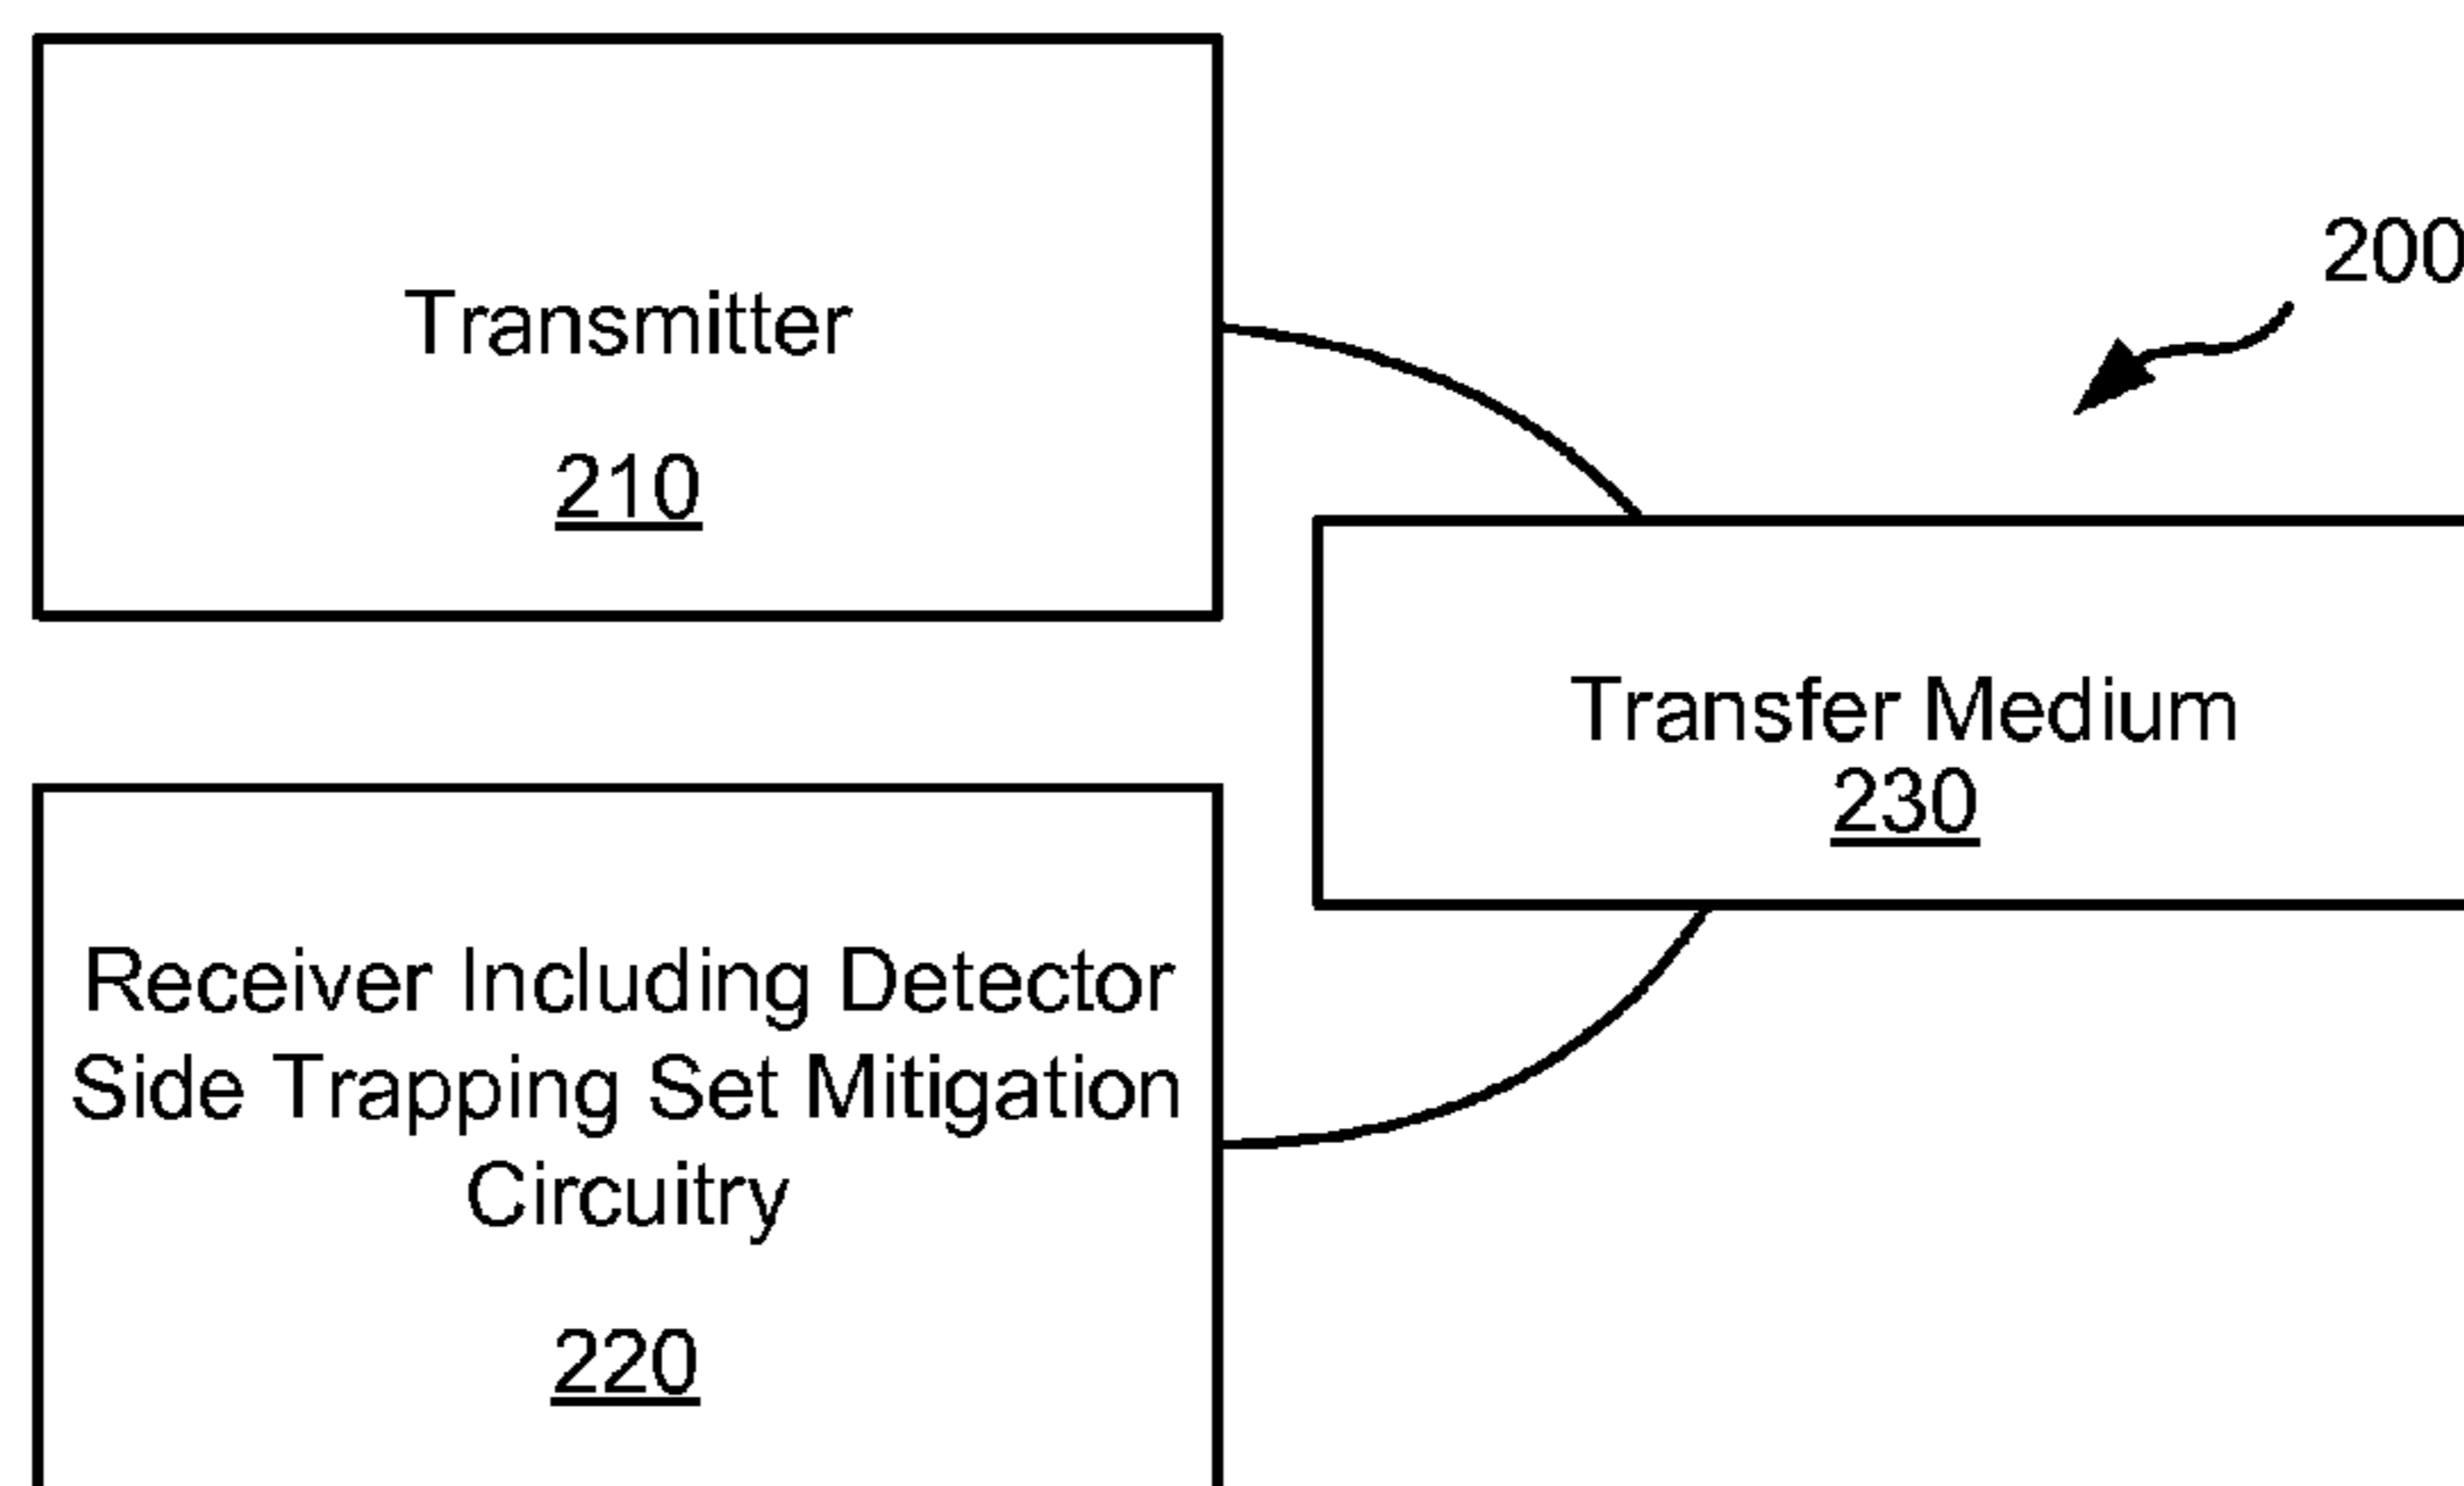 Transmitter
210
200
Transfer Medium
230
Receiver Including Detector
Side Trapping Set Mitigation
Circuitry
220